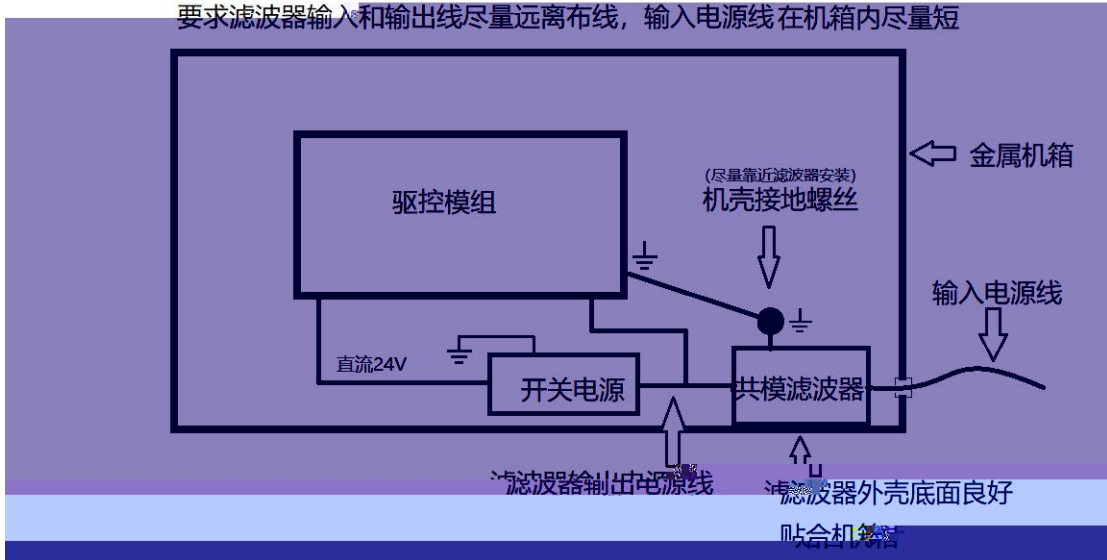 要求滤波器输入和输出线尽量远离布线，输入电源线在机箱内尽量短
金属机箱
(尽量靠近滤波器安装)
机壳接地螺丝
驱控模组
输入电源线
直流24V
开关电源
共模滤波器
滤波器输出电源线
滤波器外壳底面良好
贴合机